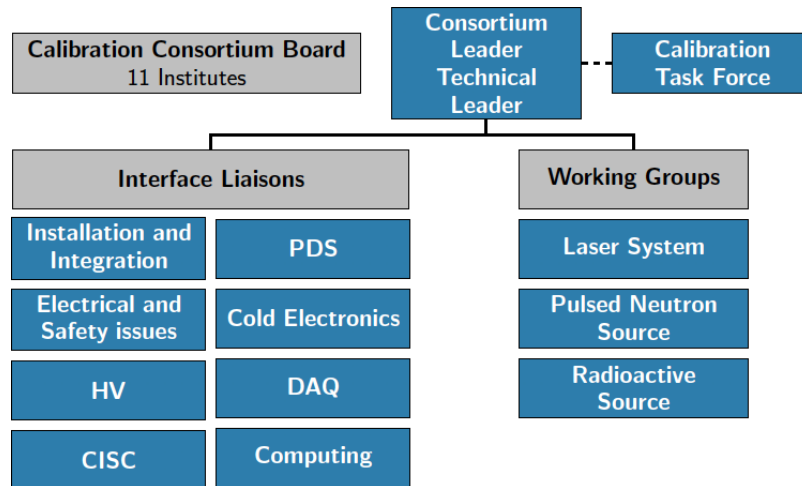 Calibration Consortium Board
11 Institutes
Consortium
Leader
Technical
Leader
Calibration
Task Force
Interface Liaisons
Working Groups
Installation and
Integration
PDS
Electrical and
Safety issues
Cold Electronics
HV
DAQ
CISC
Computing
Laser System
Pulsed Neutron
Source
Radioactive
Source